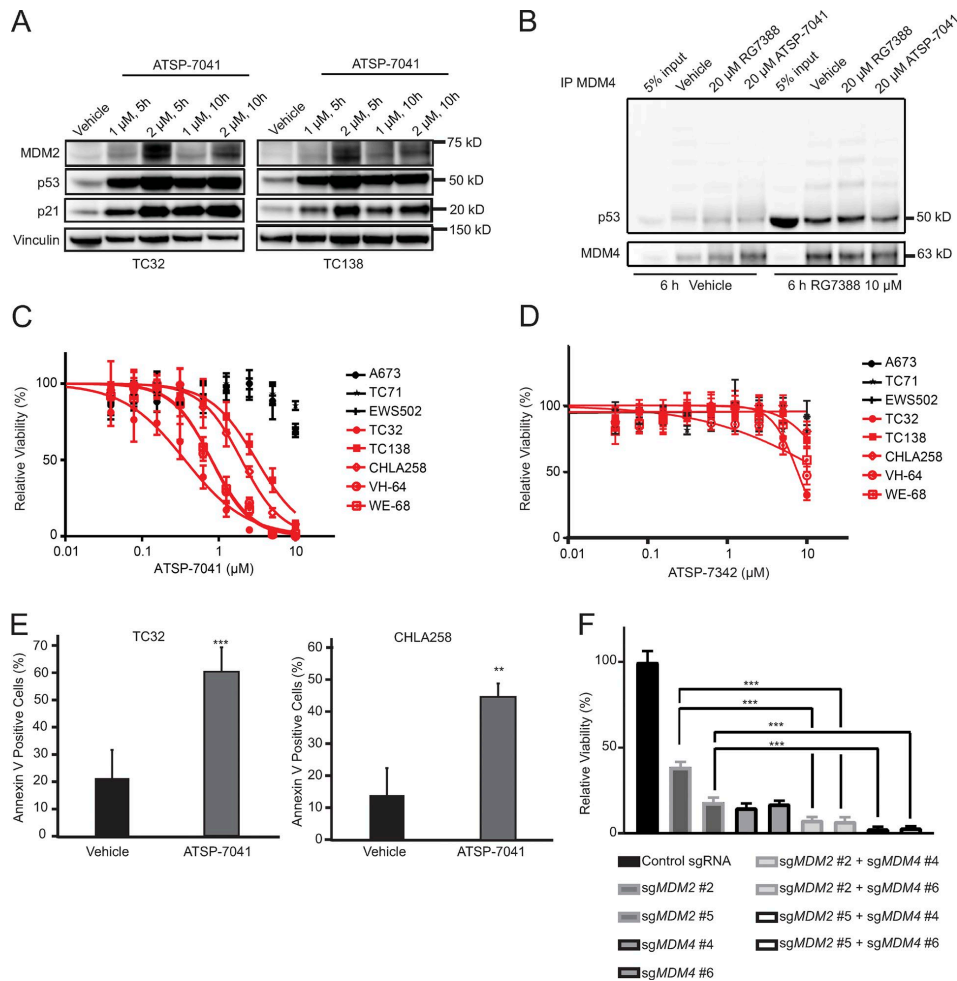 A
ATSP-7041
ATSP-7041
Vehicle
1 µM, 5h
2 µM, 5h
1 µM, 10h
2 µM, 10h
Vehicle
1 µM, 5h
2 µM, 5h
1 µM, 10h
2 µM, 10h
MDM2
75 kD
p53
50 kD
p21
20 kD
150 kD
Vinculin
TC32
TC138
B
IP MDM4
5% input
Vehicle
20 µM RG7388
20 µM ATSP-7041
5% input
Vehicle
20 µM RG7388
20 µM ATSP-7041
p53
50 kD
MDM4
63 kD
6 h Vehicle
6 h RG7388 10 µM
C
Relative Viability (%)
100
50
0
0.01
0.1
1
10
ATSP-7041 (µM)
A673
TC71
EWS502
TC32
TC138
CHLA258
VH-64
WE-68
D
Relative Viability (%)
100
50
0
0.01
0.1
1
10
ATSP-7342 (µM)
A673
TC71
EWS502
TC32
TC138
CHLA258
VH-64
WE-68
E
TC32
Annexin V Positive Cells (%)
70
60
50
40
30
20
10
0
***
Vehicle
ATSP-7041
CHLA258
Annexin V Positive Cells (%)
60
50
40
30
20
10
0
**
Vehicle
ATSP-7041
F
Relative Viability (%)
100
50
0
***
***
***
***
Control sgRNA
sgMDM2 #2
sgMDM2 #5
sgMDM4 #4
sgMDM4 #6
sgMDM2 #2 + sgMDM4 #4
sgMDM2 #2 + sgMDM4 #6
sgMDM2 #5 + sgMDM4 #4
sgMDM2 #5 + sgMDM4 #6